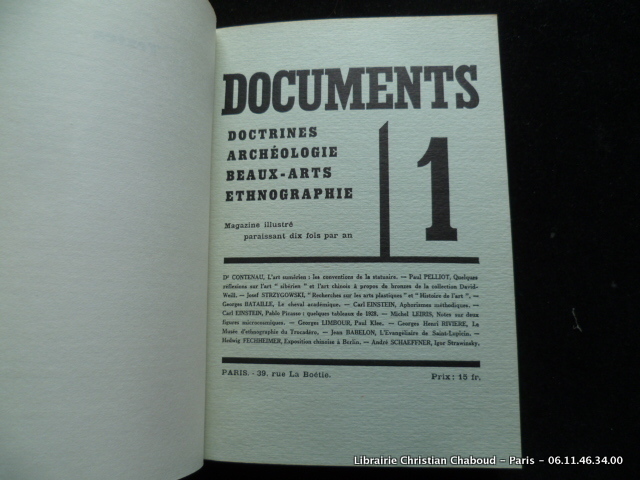 DOCUMENTS
DOCTRINES
ARCHÉOLOGIE
BEAUX-ARTS
ETHNOGRAPHIE
1
Magazine illustré
paraissant dix fois par an
Dr CONTENAU, L'art sumérien : les conventions de la statuaire. — Paul PELLIOT, Quelques
réflexions sur l'art " sibérien " et l'art chinois à propos de bronzes de la collection David-
Weill. — Josef STRZYGOWSKI, " Recherches sur les arts plastiques " et " Histoire de l'art ". —
Georges BATAILLE, Le cheval académique. — Carl EINSTEIN, Aphorismes méthodiques. —
Carl EINSTEIN, Pablo Picasso : quelques tableaux de 1928. — Michel LEIRIS, Notes sur deux
figures microcosmiques. — Georges LIMBOUR, Paul Klee. — Georges Henri RIVIERE, Le
Musée d'ethnographie du Trocadéro. — Jean BABELON, L'Evangéliaire de Saint-Lupicin. —
Hedwig FECHHEIMER, Exposition chinoise à Berlin. — André SCHAEFFNER, Igor Strawinsky.
PARIS. - 39, rue La Boétie.
Prix : 15 fr.
Librairie Christian Chaboud – Paris – 06.11.46.34.00